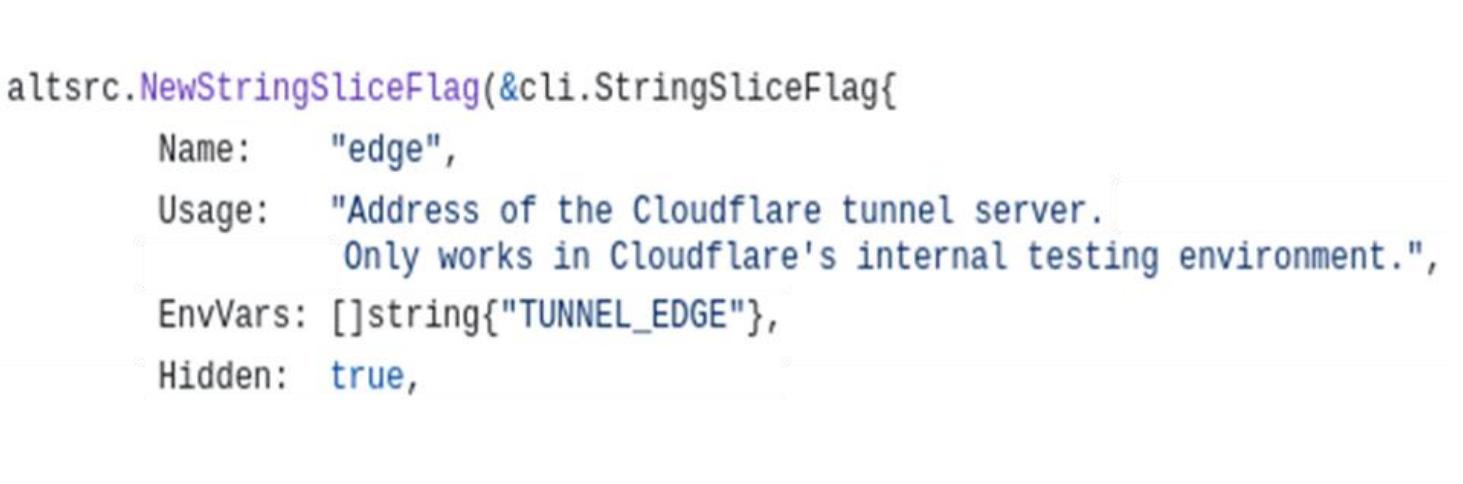 altsrc.NewStringSliceFlag(&cli.StringSliceFlag{
Name: "edge",
Usage: "Address of the Cloudflare tunnel server.
Only works in Cloudflare's internal testing environment.",
EnvVars: []string{"TUNNEL_EDGE"},
Hidden: true,